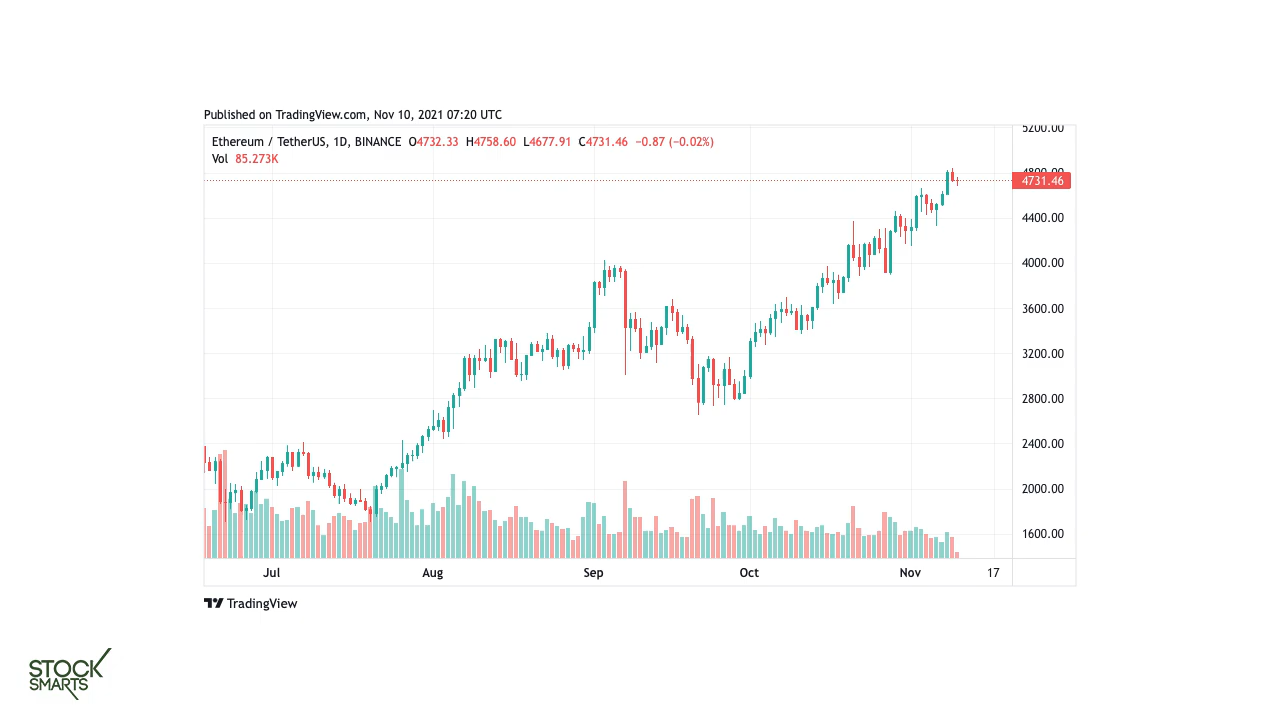 Published on TradingView.com, Nov 10, 2021 07:20 UTC
Ethereum / TetherUS, 1D, BINANCE O4732.33 H4758.60 L4677.91 C4731.46 −0.87 (−0.02%)
Vol 85.273K
5200.00
4800.00
4731.46
4400.00
4000.00
3600.00
3200.00
2800.00
2400.00
2000.00
1600.00
Jul Aug Sep Oct Nov 17
TradingView
STOCK
SMARTS